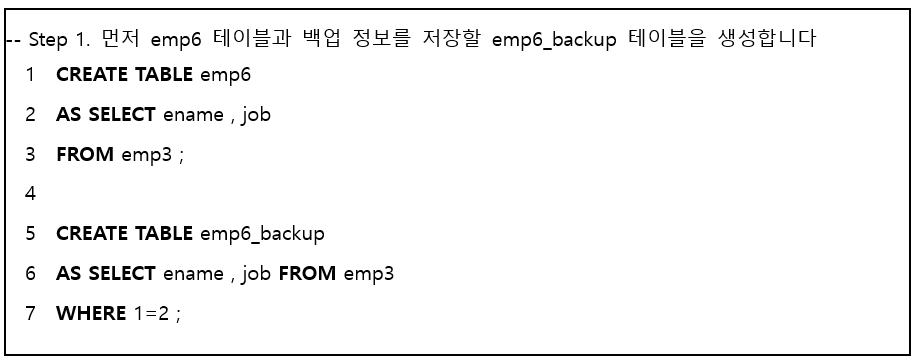 -- Step 1. 먼저 emp6 테이블과 백업 정보를 저장할 emp6_backup 테이블을 생성합니다
1 CREATE TABLE emp6
2 AS SELECT ename , job
3 FROM emp3 ;
4
5 CREATE TABLE emp6_backup
6 AS SELECT ename , job FROM emp3
7 WHERE 1=2 ;